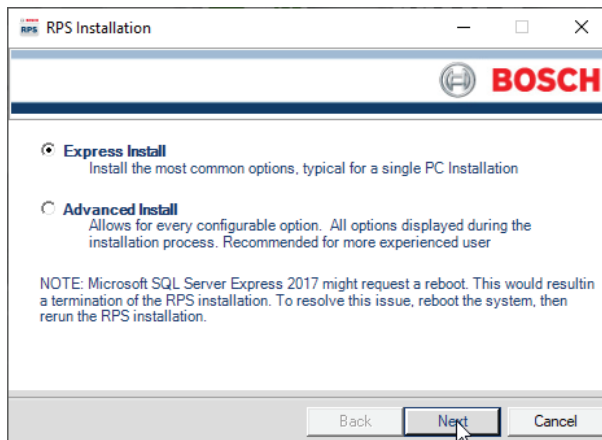 RPS Installation
BOSCH
Express Install
Install the most common options, typical for a single PC Installation
Advanced Install
Allows for every configurable option. All options displayed during the
installation process. Recommended for more experienced user
NOTE: Microsoft SQL Server Express 2017 might request a reboot. This would resultin
a termination of the RPS installation. To resolve this issue, reboot the system, then
rerun the RPS installation.
Back Next Cancel